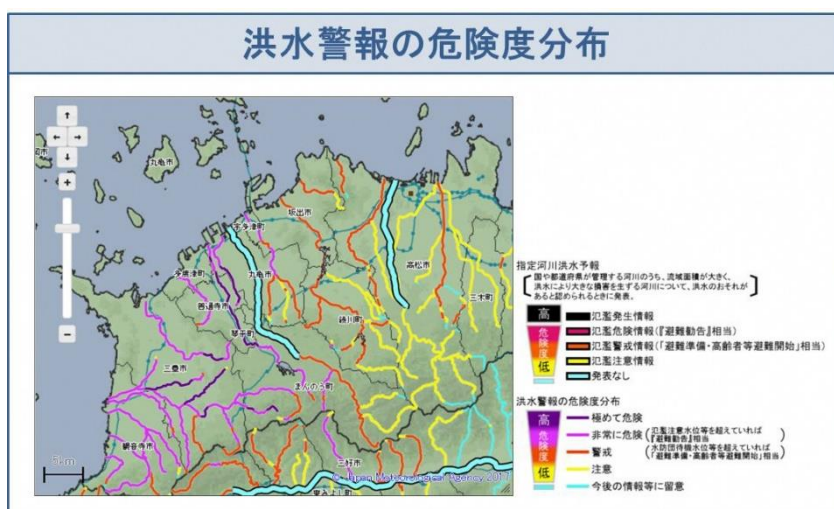 洪水警報の危険度分布
丸亀市
坂出市
宇多津町
多度津町
丸亀市
高松市
善通寺市
三木町
綾川町
琴平町
三豊市
まんのう町
観音寺市
三好市
東みよし町
5km
© Japan Meteorological Agency 2017
指定河川洪水予報
国や都道府県が管理する河川のうち、流域面積が大きく、
洪水により大きな損害を生ずる河川について、洪水のおそれが
あると認められるときに発表。
高
危険度
低
氾濫発生情報
氾濫危険情報(『避難勧告』相当)
氾濫警戒情報(「避難準備・高齢者等避難開始」相当)
氾濫注意情報
発表なし
洪水警報の危険度分布
高
危険度
低
極めて危険
非常に危険
氾濫注意水位等を超えていれば
『避難勧告』相当
警戒
水防団待機水位等を超えていれば
「避難準備・高齢者等避難開始」相当
注意
今後の情報等に留意